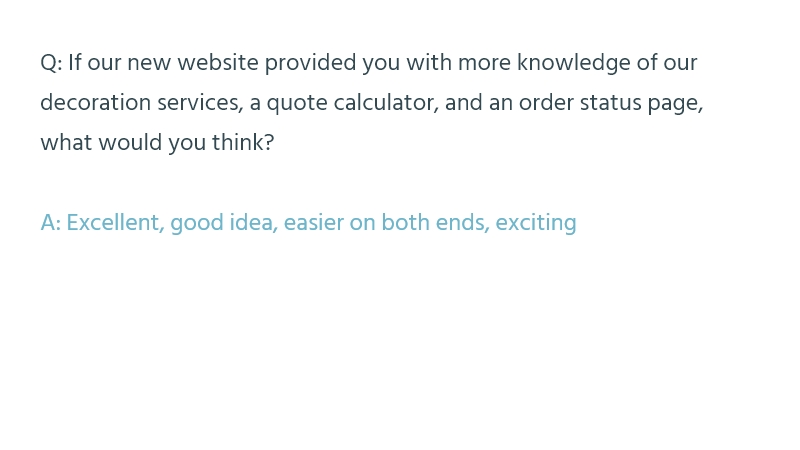 Q: If our new website provided you with more knowledge of our
decoration services, a quote calculator, and an order status page,
what would you think?
A: Excellent, good idea, easier on both ends, exciting